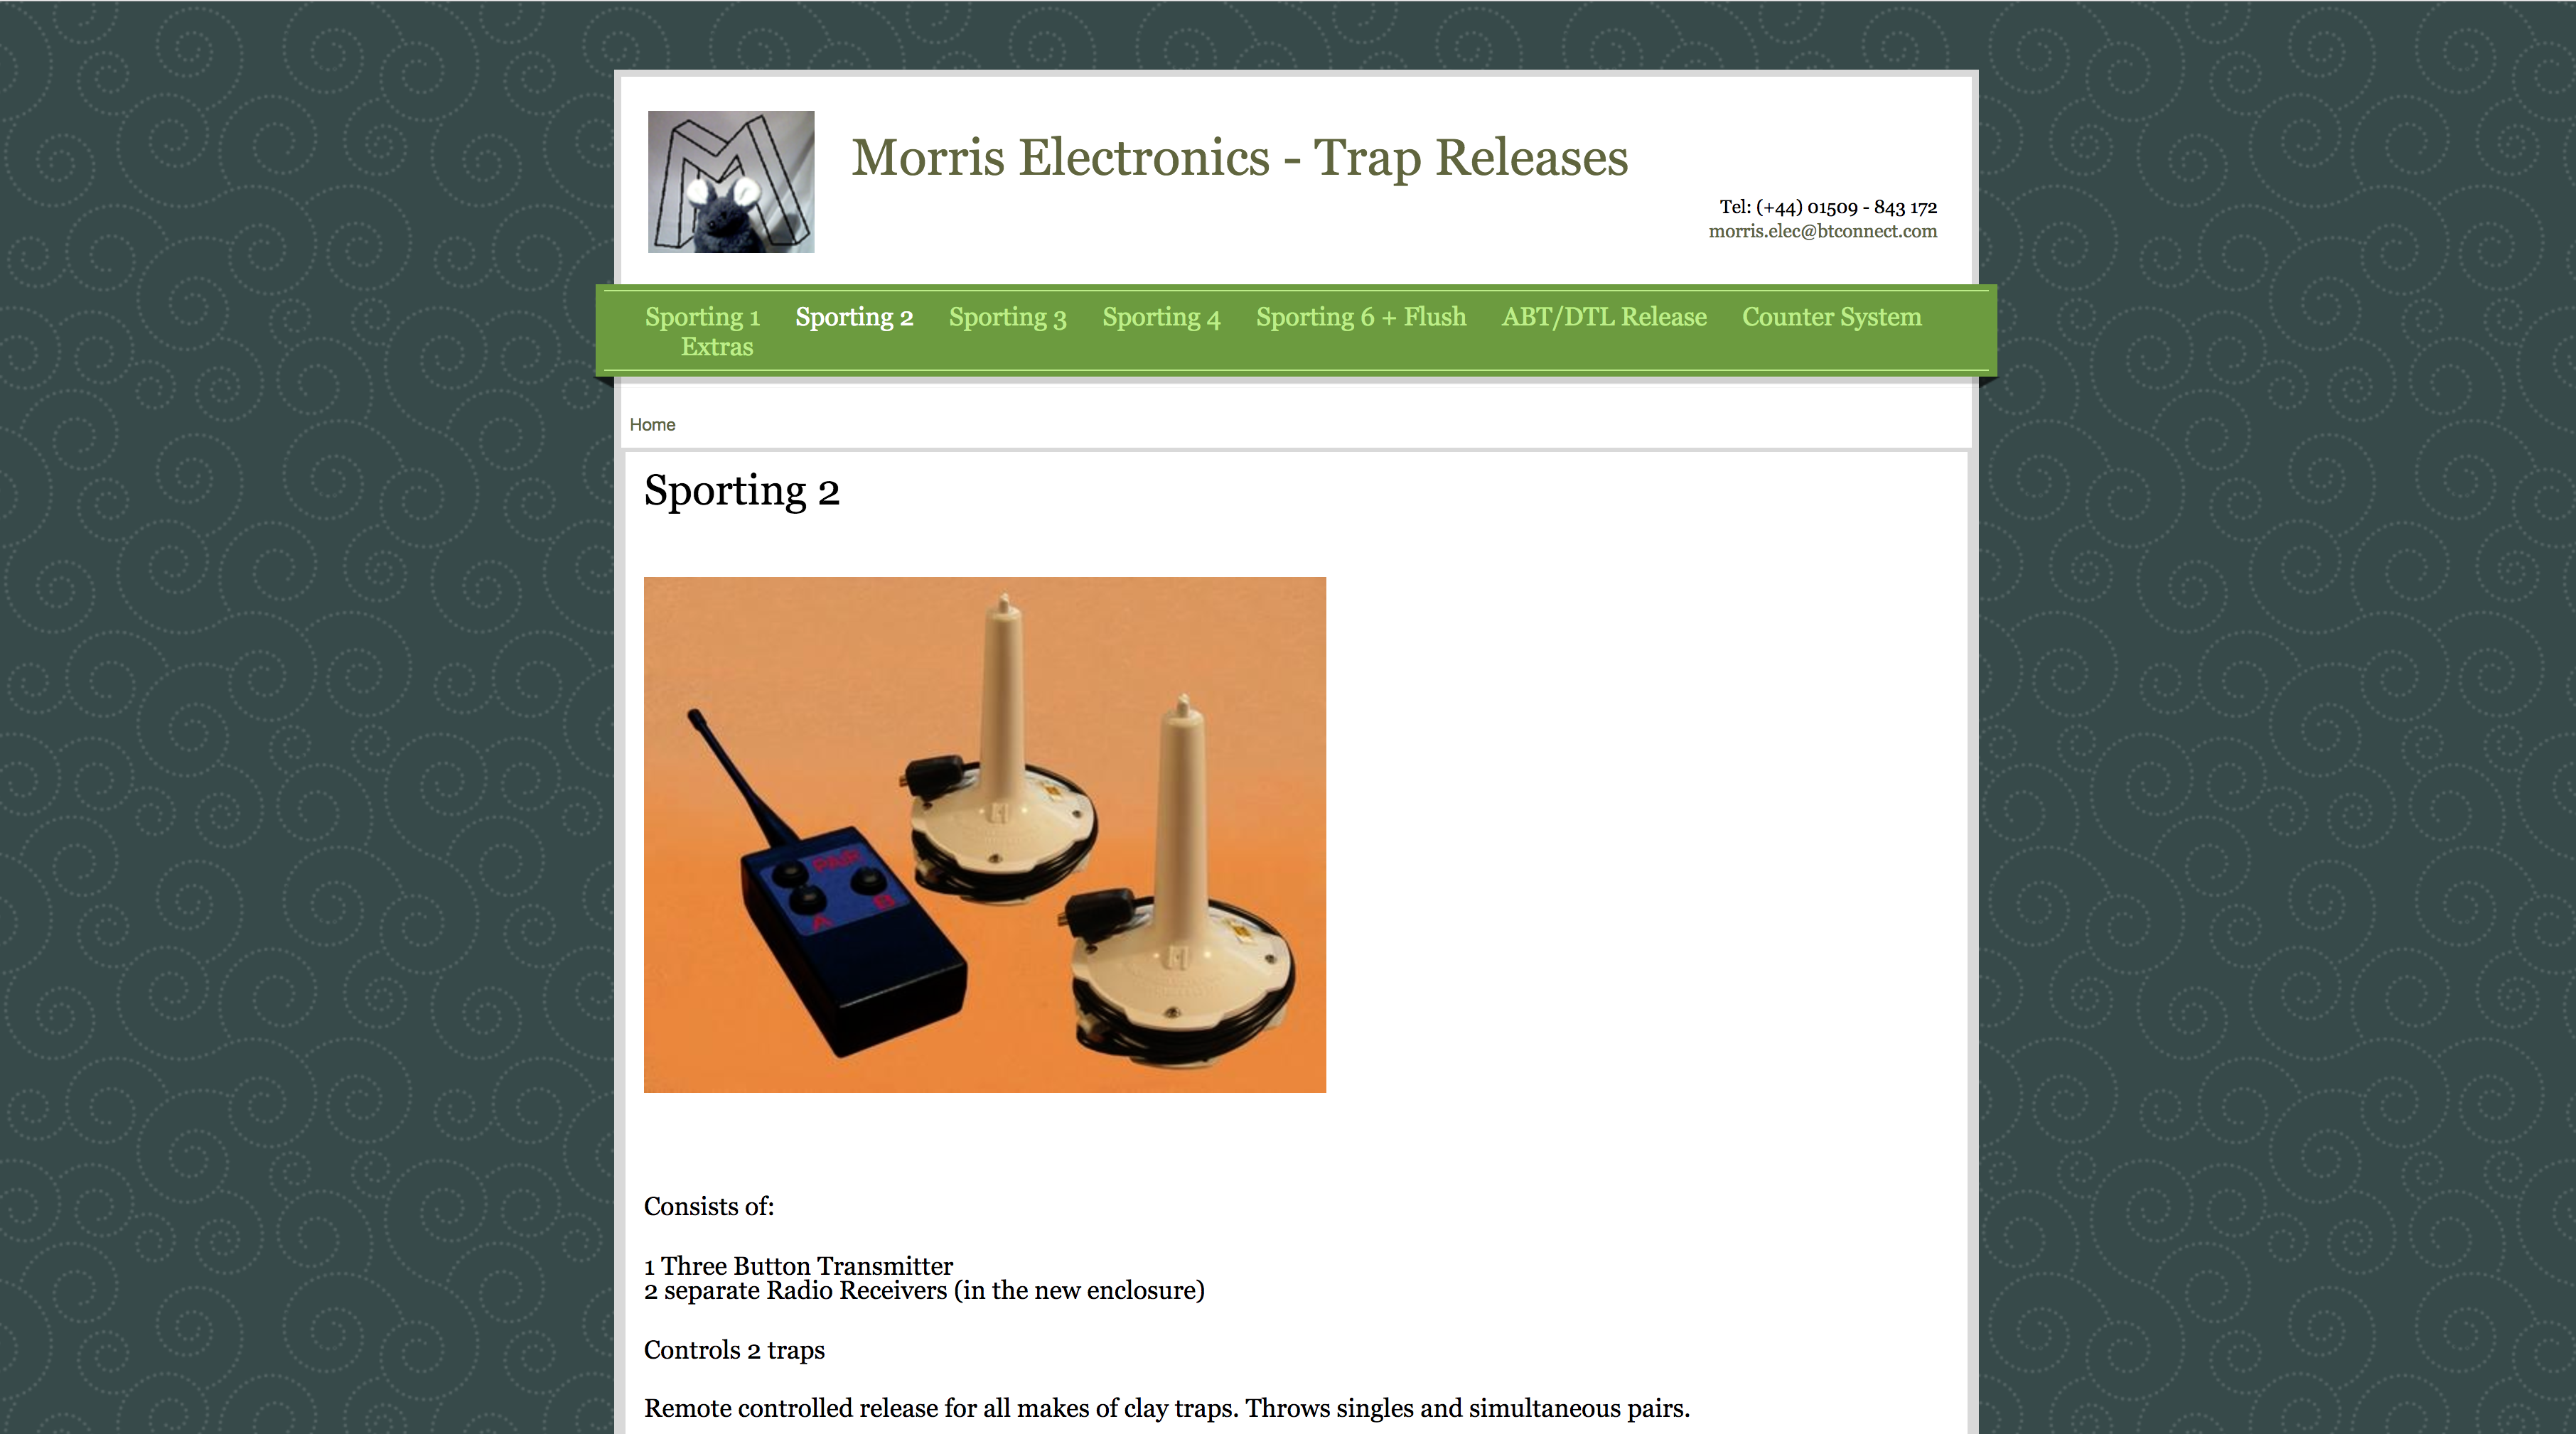 Morris Electronics - Trap Releases
Tel: (+44) 01509 - 843 172
morris.elec@btconnect.com
Sporting 1 Sporting 2 Sporting 3 Sporting 4 Sporting 6 + Flush ABT/DTL Release Counter System
Extras
Home
Sporting 2
PAIR
A B
Consists of:
1 Three Button Transmitter
2 separate Radio Receivers (in the new enclosure)
Controls 2 traps
Remote controlled release for all makes of clay traps. Throws singles and simultaneous pairs.